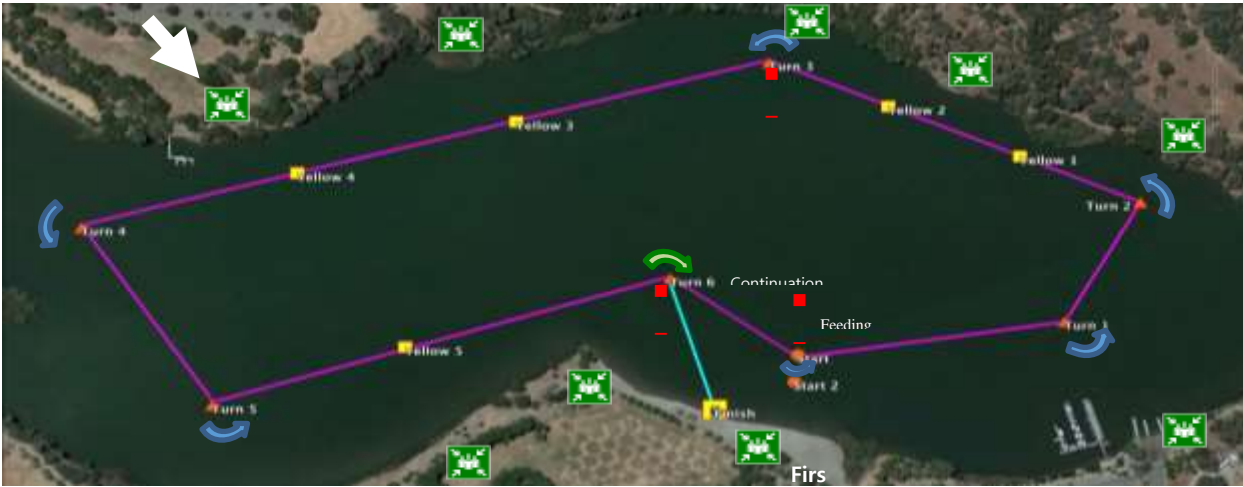 Turn 3
Yellow 2
Yellow 3
Yellow 1
Yellow 4
Turn 2
Turn 4
Turn 6
Continuation
Feeding
Turn 1
Yellow 5
Start
Start 2
Turn 5
Finish
Firs